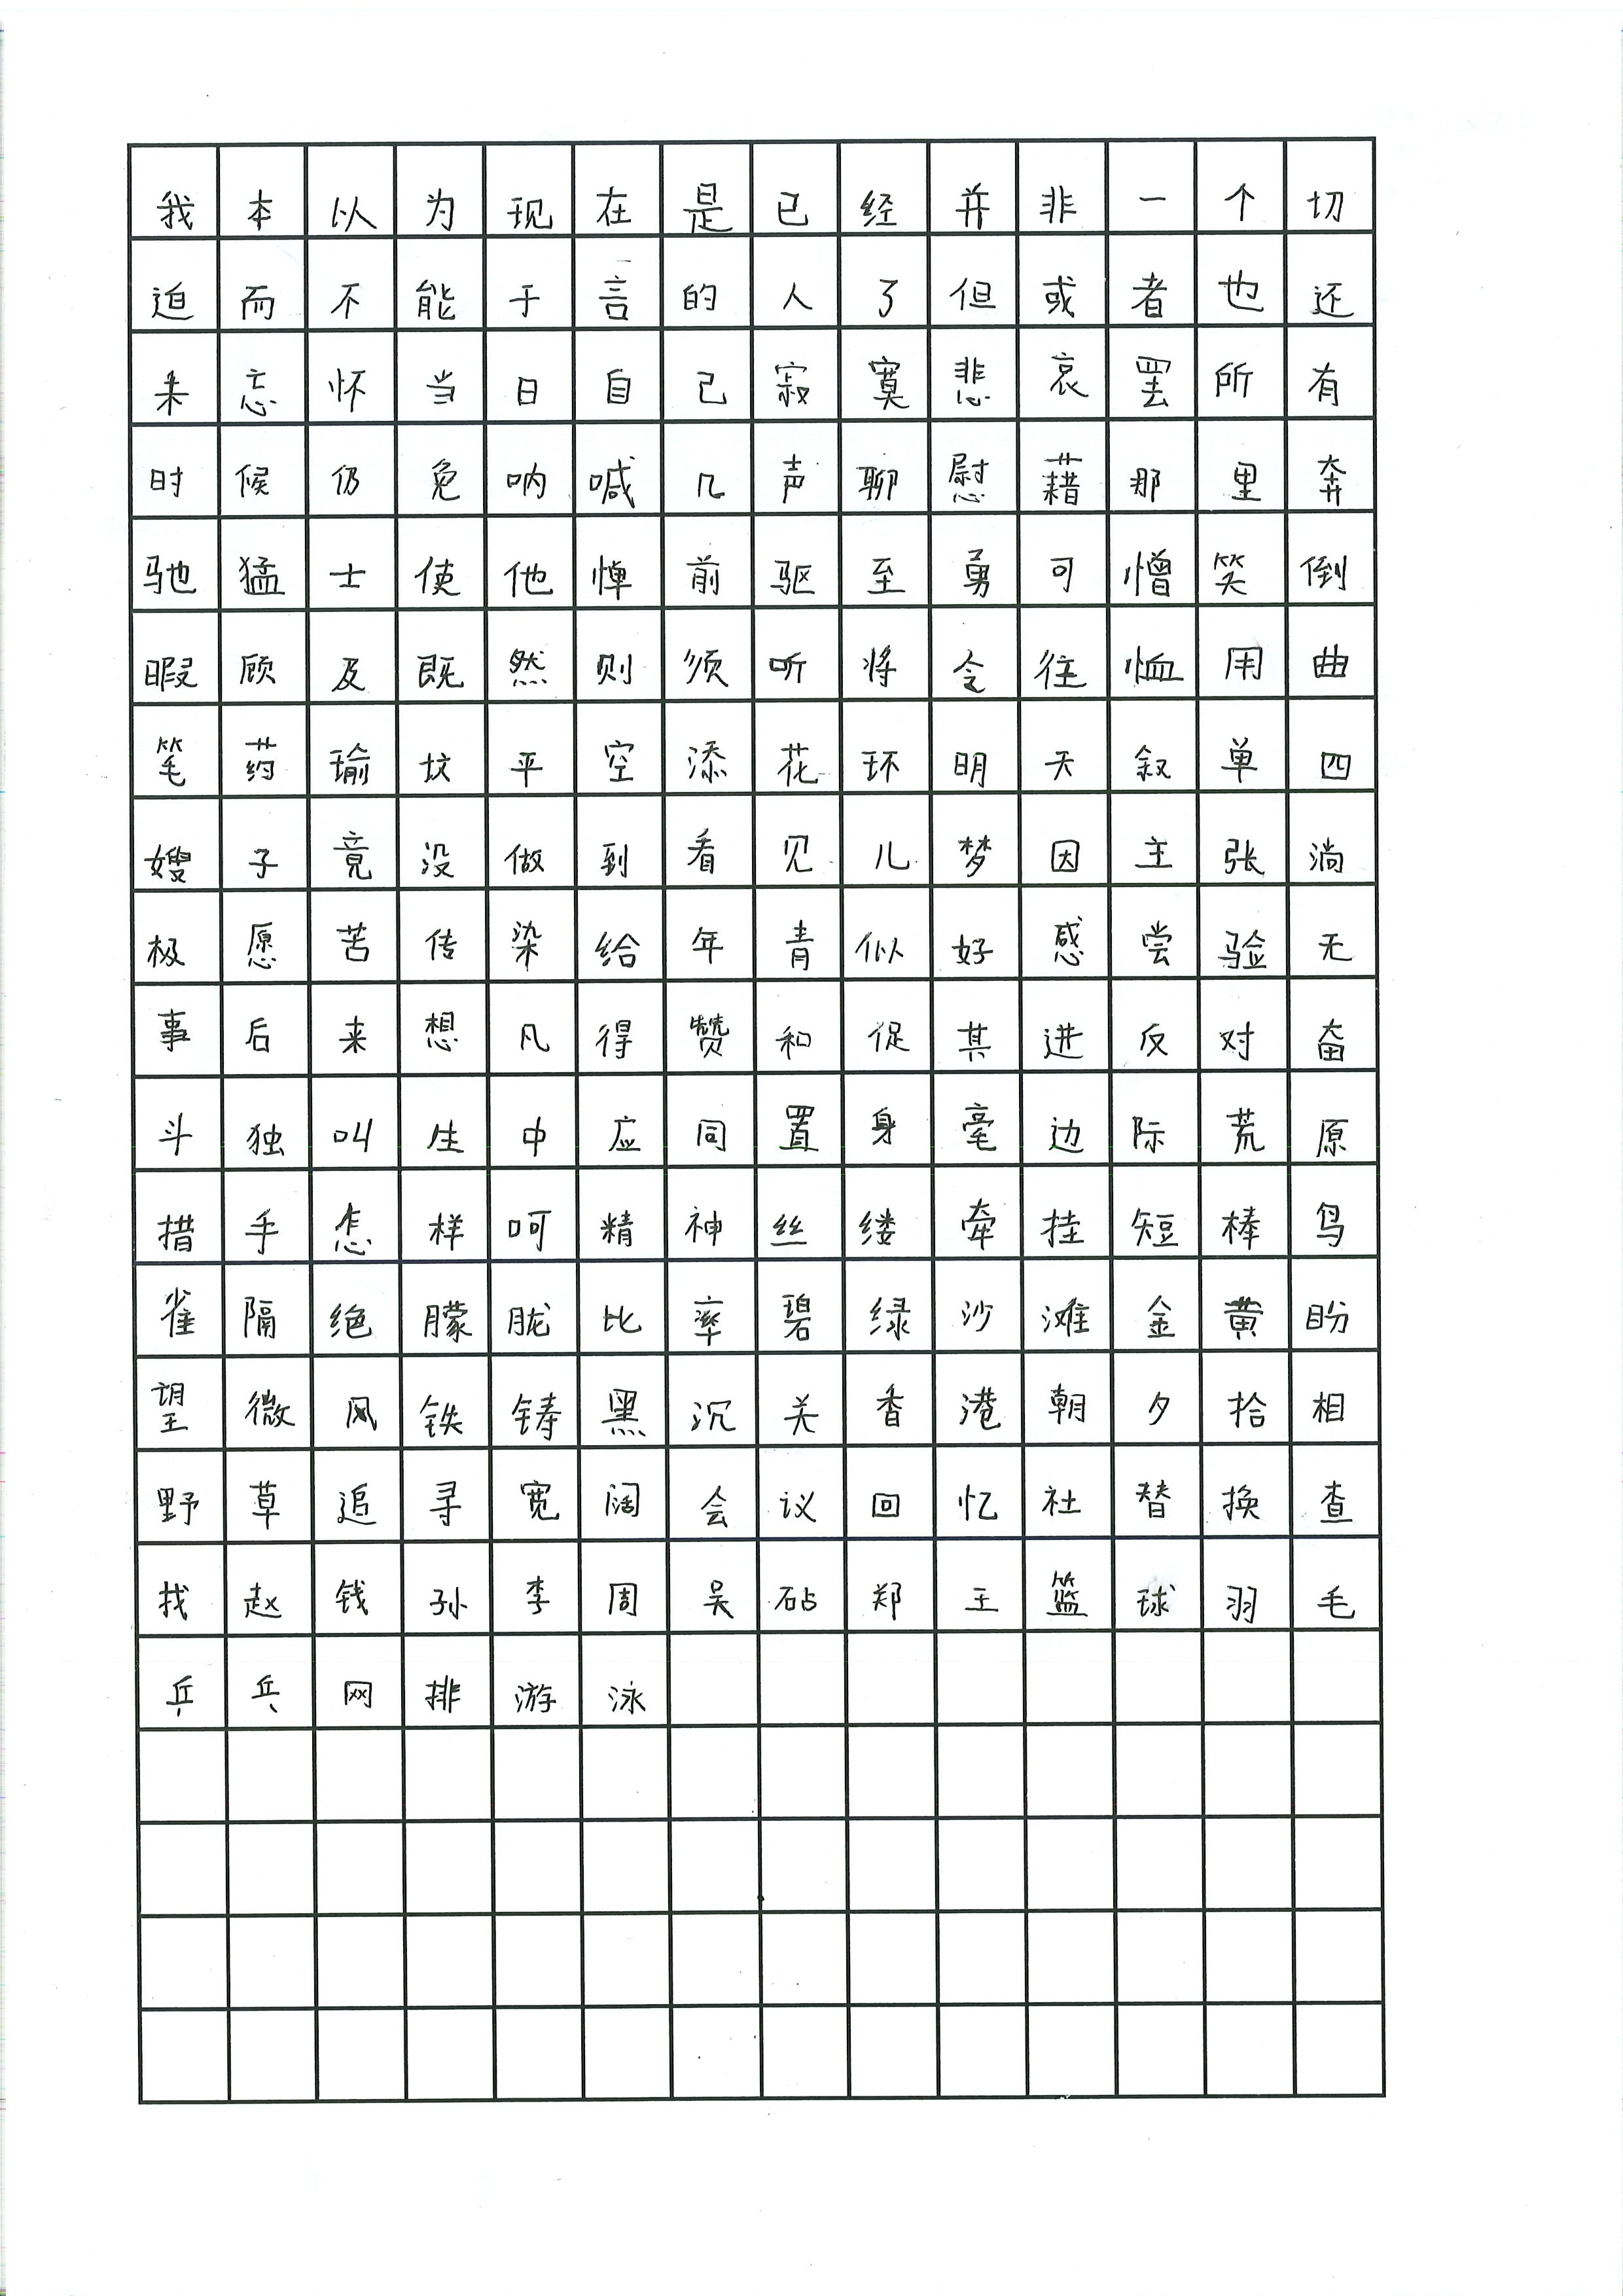 我本以为现在是已经并非一个切
迫而不能于言的人了但或者也还
未忘怀当日自己寂寞悲哀罢所有
时候仍免呐喊几声聊慰藉那里奔
驰猛士使他惮前驱至勇可憎笑倒
暇顾及既然则须听将令往恤用曲
笔药瑜坟平空添花环明天叙单四
嫂子竟没做到看见儿梦因主张淌
极愿苦传染给年青似好感尝验无
事后来想凡得赞和促其进反对奋
斗独叫生中应同置身毫边际荒原
措手怎样呵精神丝缕牵挂短棒鸟
雀隔绝朦胧比率碧绿沙滩金黄盼
望微风铁铸黑沉关香港朝夕拾相
野草追寻宽阔会议回忆社替换查
找赵钱孙李周吴砧郑王篮球羽毛
乒乓网排游泳